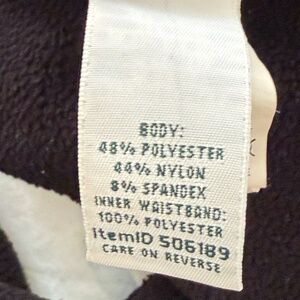 BODY:
48% POLYESTER
44% NYLON
8% SPANDEX
INNER WAISTBAND:
100% POLYESTER
ItemID 506189
CARE ON REVERSE